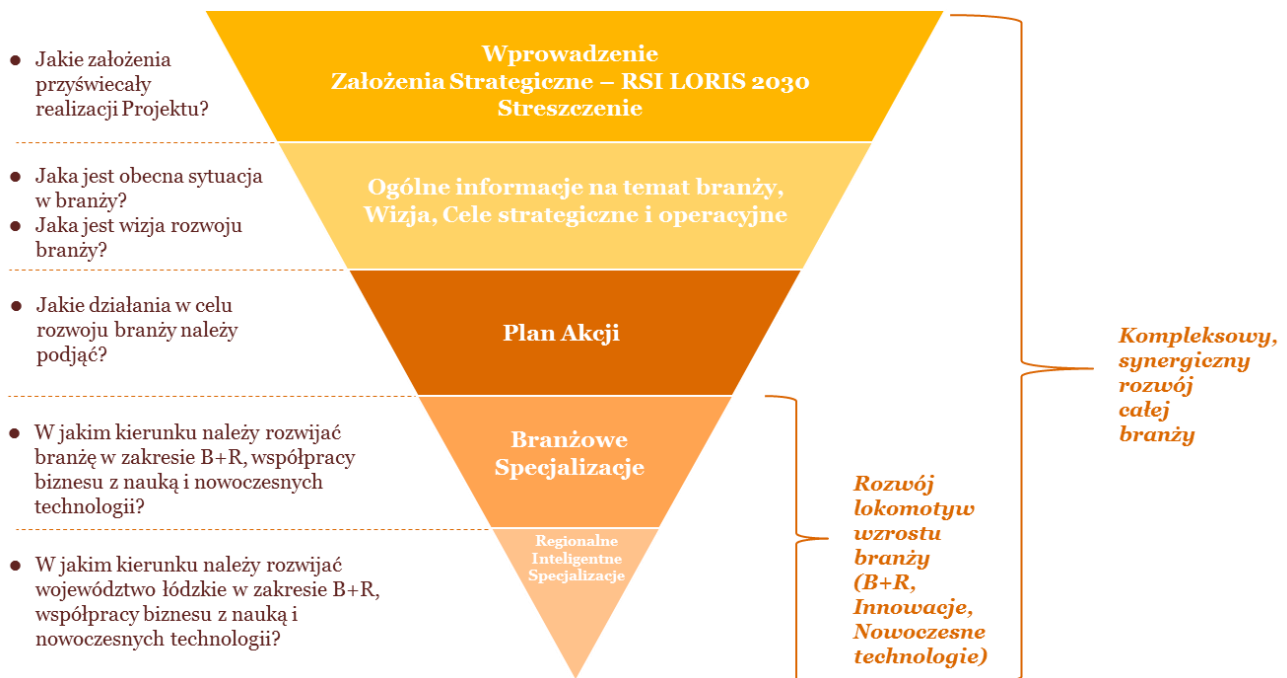 Wprowadzenie
Założenia Strategiczne – RSI LORIS 2030
Streszczenie
● Jakie założenia
przyświecały
realizacji Projektu?
Ogólne informacje na temat branży,
Wizja, Cele strategiczne i operacyjne
● Jaka jest obecna sytuacja
w branży?
● Jaka jest wizja rozwoju
branży?
Plan Akcji
● Jakie działania w celu
rozwoju branży należy
podjąć?
Branżowe
Specjalizacje
● W jakim kierunku należy rozwijać
branżę w zakresie B+R, współpracy
biznesu z nauką i nowoczesnych
technologii?
Regionalne
Inteligentne
Specjalizacje
● W jakim kierunku należy rozwijać
województwo łódzkie w zakresie B+R,
współpracy biznesu z nauką i
nowoczesnych technologii?
Rozwój
lokomotyw
wzrostu
branży
(B+R,
Innowacje,
Nowoczesne
technologie)
Kompleksowy,
synergiczny
rozwój
całej
branży